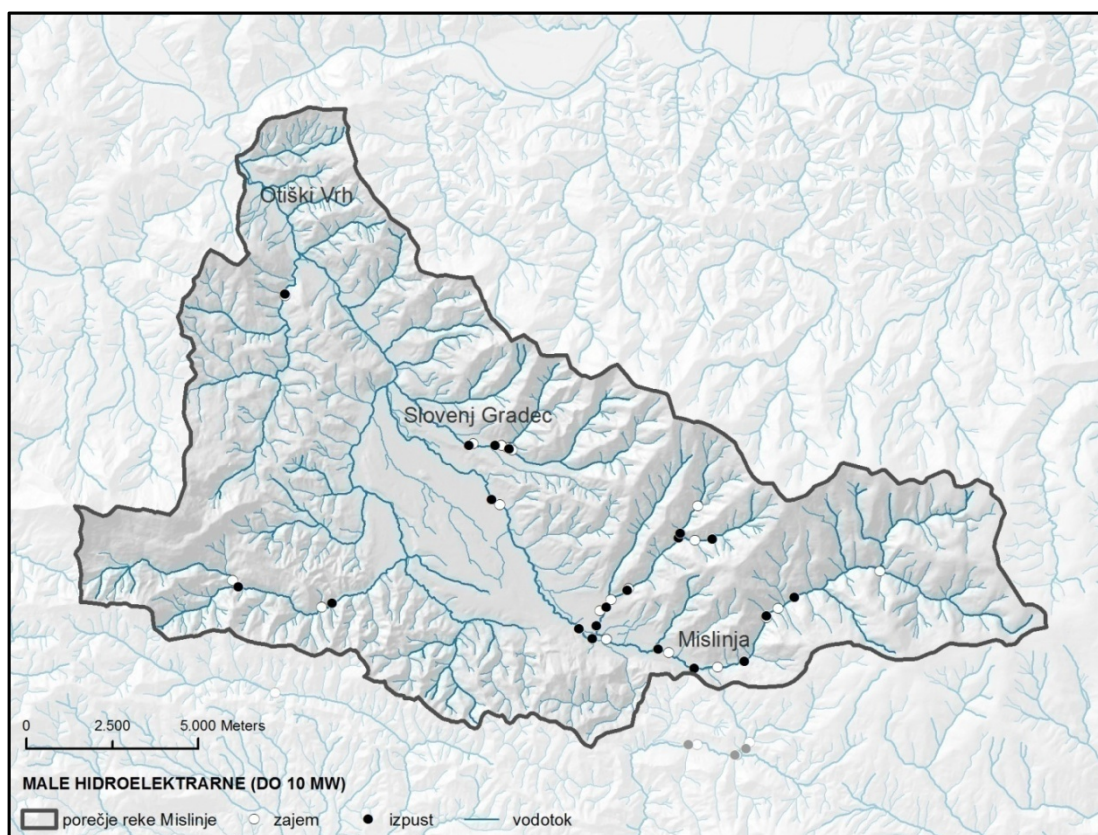 Otiški Vrh
Slovenj Gradec
Mislinja
0 2.500 5.000 Meters
MALE HIDROELEKTRARNE (DO 10 MW)
porečje reke Mislinje zajem izpust vodotok